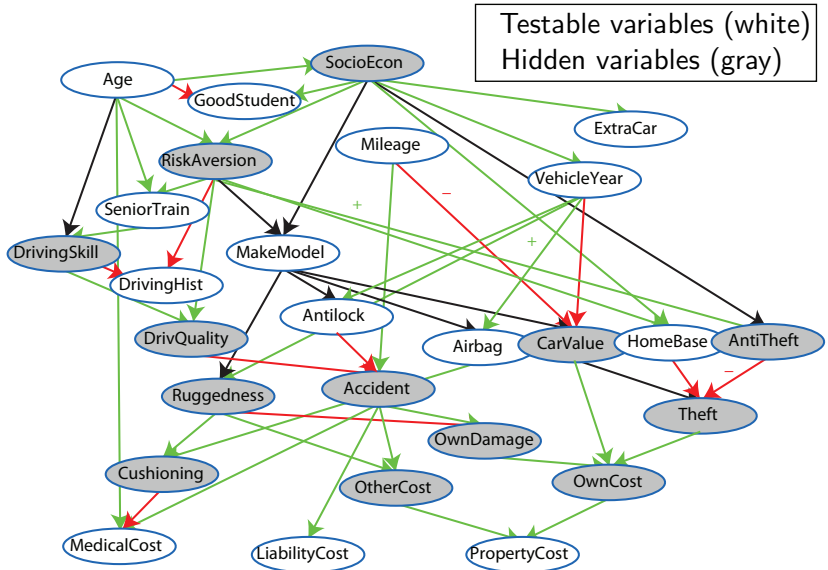 Testable variables (white)
Hidden variables (gray)
SocioEcon
Age
GoodStudent
ExtraCar
Mileage
RiskAversion
VehicleYear
−
+
SeniorTrain
+
DrivingSkill
MakeModel
DrivingHist
Antilock
DrivQuality
Airbag
CarValue
HomeBase
AntiTheft
−
Ruggedness
Accident
Theft
OwnDamage
Cushioning
OtherCost
OwnCost
MedicalCost
LiabilityCost
PropertyCost